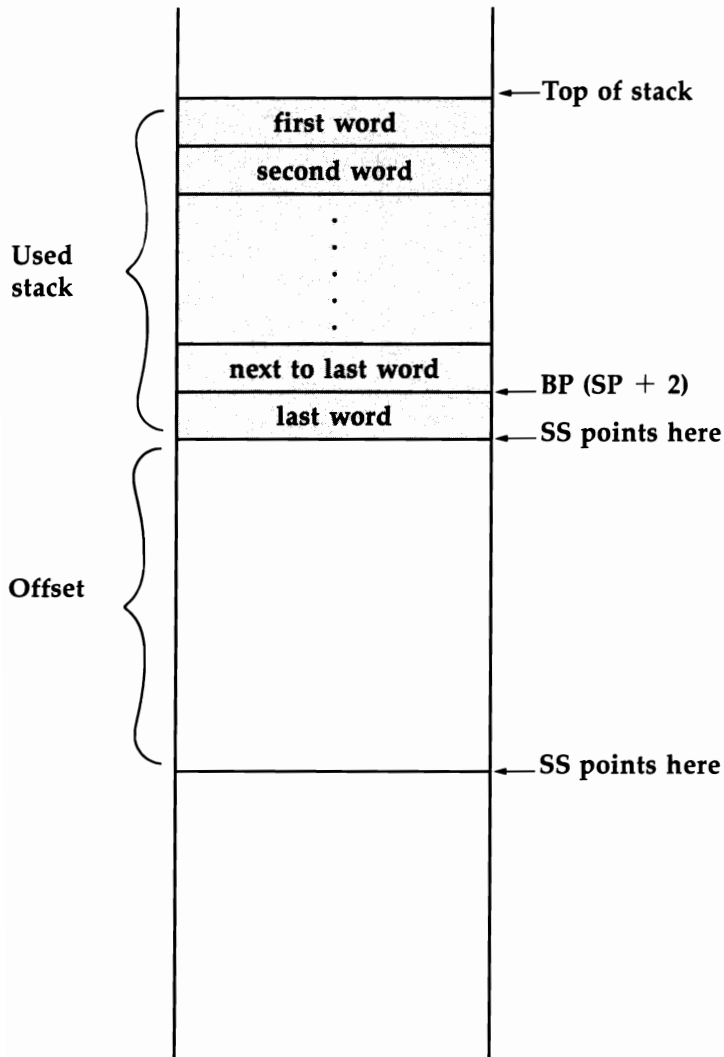 Top of stack
first word
second word
Used
stack
next to last word
BP (SP + 2)
last word
SS points here
Offset
SS points here